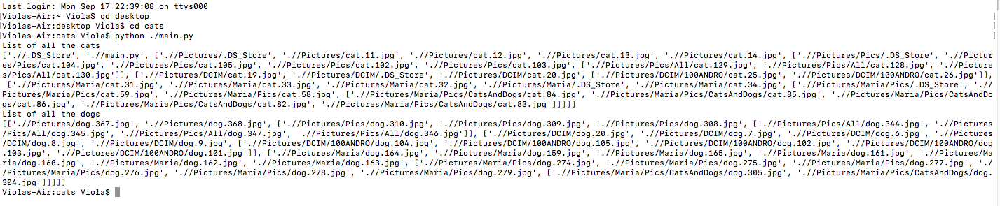 Last login: Mon Sep 17 22:39:08 on ttys000
[Violas-Air:~ Viola$ cd desktop ]
[Violas-Air:desktop Viola$ cd cats ]
[Violas-Air:cats Viola$ python ./main.py ]
List of all the cats
['.//.DS_Store', './/main.py', ['.//Pictures/.DS_Store', './/Pictures/cat.11.jpg', './/Pictures/cat.12.jpg', './/Pictures/cat.13.jpg', './/Pictures/cat.14.jpg', ['.//Pictures/Pics/.DS_Store', './/Pictur
es/Pics/cat.104.jpg', './/Pictures/Pics/cat.105.jpg', './/Pictures/Pics/cat.102.jpg', './/Pictures/Pics/cat.103.jpg', ['.//Pictures/Pics/All/cat.129.jpg', './/Pictures/Pics/All/cat.128.jpg', './/Picture
s/Pics/All/cat.130.jpg']], ['.//Pictures/DCIM/cat.19.jpg', './/Pictures/DCIM/.DS_Store', './/Pictures/DCIM/cat.20.jpg', ['.//Pictures/DCIM/100ANDRO/cat.25.jpg', './/Pictures/DCIM/100ANDRO/cat.26.jpg']],
 ['.//Pictures/Maria/cat.31.jpg', './/Pictures/Maria/cat.33.jpg', './/Pictures/Maria/cat.32.jpg', './/Pictures/Maria/.DS_Store', './/Pictures/Maria/cat.34.jpg', ['.//Pictures/Maria/Pics/.DS_Store', './/
Pictures/Maria/Pics/cat.59.jpg', './/Pictures/Maria/Pics/cat.58.jpg', ['.//Pictures/Maria/Pics/CatsAndDogs/cat.84.jpg', './/Pictures/Maria/Pics/CatsAndDogs/cat.85.jpg', './/Pictures/Maria/Pics/CatsAndDo
gs/cat.86.jpg', './/Pictures/Maria/Pics/CatsAndDogs/cat.82.jpg', './/Pictures/Maria/Pics/CatsAndDogs/cat.83.jpg']]]]]
List of all the dogs
[['.//Pictures/dog.367.jpg', './/Pictures/dog.368.jpg', ['.//Pictures/Pics/dog.310.jpg', './/Pictures/Pics/dog.309.jpg', './/Pictures/Pics/dog.308.jpg', ['.//Pictures/Pics/All/dog.344.jpg', './/Pictures
/Pics/All/dog.345.jpg', './/Pictures/Pics/All/dog.347.jpg', './/Pictures/Pics/All/dog.346.jpg']], ['.//Pictures/DCIM/dog.20.jpg', './/Pictures/DCIM/dog.7.jpg', './/Pictures/DCIM/dog.6.jpg', './/Pictures
/DCIM/dog.8.jpg', './/Pictures/DCIM/dog.9.jpg', ['.//Pictures/DCIM/100ANDRO/dog.104.jpg', './/Pictures/DCIM/100ANDRO/dog.105.jpg', './/Pictures/DCIM/100ANDRO/dog.102.jpg', './/Pictures/DCIM/100ANDRO/dog
.103.jpg', './/Pictures/DCIM/100ANDRO/dog.101.jpg']], ['.//Pictures/Maria/dog.164.jpg', './/Pictures/Maria/dog.159.jpg', './/Pictures/Maria/dog.165.jpg', './/Pictures/Maria/dog.161.jpg', './/Pictures/Ma
ria/dog.160.jpg', './/Pictures/Maria/dog.162.jpg', './/Pictures/Maria/dog.163.jpg', ['.//Pictures/Maria/Pics/dog.274.jpg', './/Pictures/Maria/Pics/dog.275.jpg', './/Pictures/Maria/Pics/dog.277.jpg', './
/Pictures/Maria/Pics/dog.276.jpg', './/Pictures/Maria/Pics/dog.278.jpg', './/Pictures/Maria/Pics/dog.279.jpg', ['.//Pictures/Maria/Pics/CatsAndDogs/dog.305.jpg', './/Pictures/Maria/Pics/CatsAndDogs/dog.
304.jpg']]]]]
Violas-Air:cats Viola$